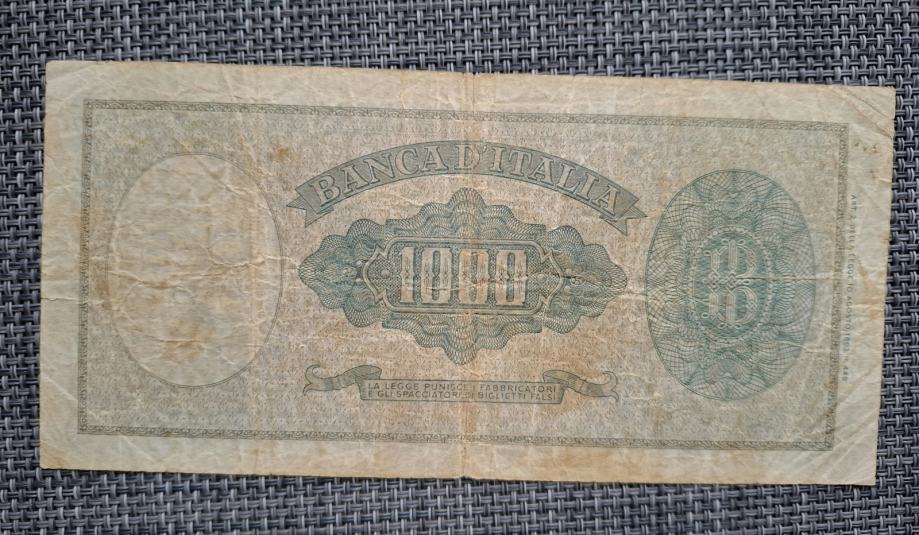 BANCA D'ITALIA
1000
LA LEGGE PUNISCE I FABBRICATORI
E GLI SPACCIATORI DI BIGLIETTI FALSI